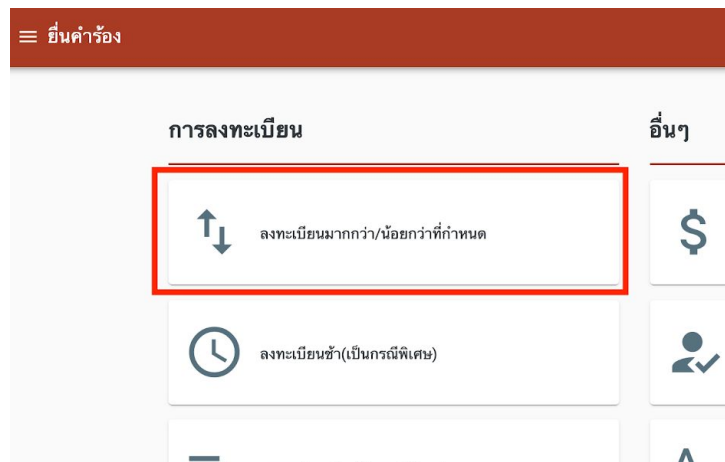 ยื่นคำร้อง
การลงทะเบียน
อื่นๆ
ลงทะเบียนมากกว่า/น้อยกว่าที่กำหนด
ลงทะเบียนช้า(เป็นกรณีพิเศษ)